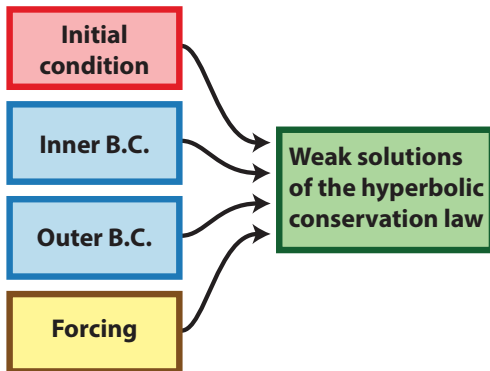 Initial
condition
Inner B.C.
Outer B.C.
Forcing
Weak solutions
of the hyperbolic
conservation law